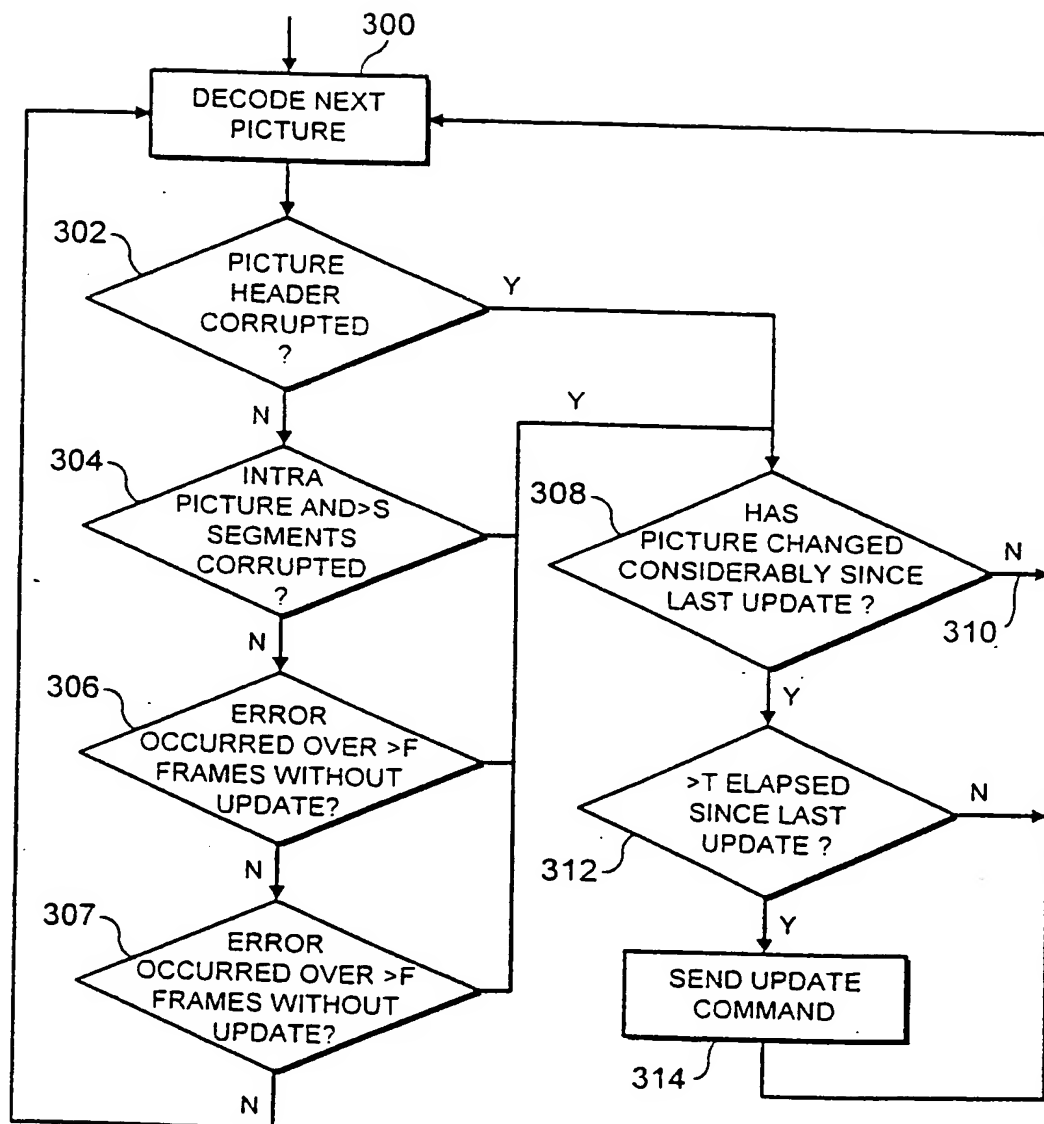 300
DECODE NEXT
PICTURE
302
PICTURE
HEADER
CORRUPTED
?
Y
N
Y
304
INTRA
PICTURE AND>S
SEGMENTS
CORRUPTED
?
N
308
HAS
PICTURE CHANGED
CONSIDERABLY SINCE
LAST UPDATE ?
N
310
Y
306
ERROR
OCCURRED OVER >F
FRAMES WITHOUT
UPDATE?
N
>T ELAPSED
SINCE LAST
UPDATE ?
N
312
Y
307
ERROR
OCCURRED OVER >F
FRAMES WITHOUT
UPDATE?
N
SEND UPDATE
COMMAND
314